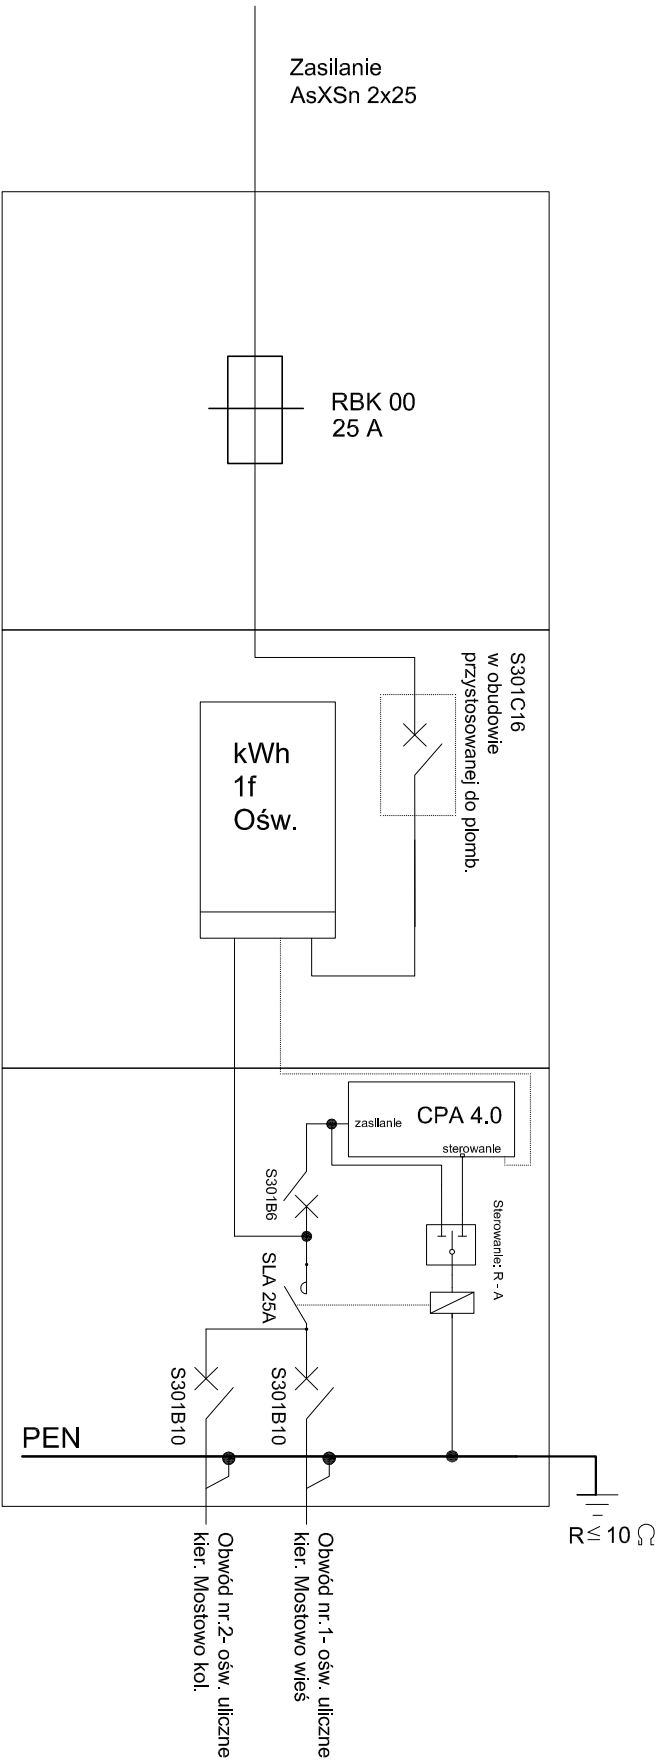 Zasilanie
AsXSn 2x25
RBK 00
25 A
S301C16
w obudowie
przystosowanej do plomb.
kWh
1f
Ośw.
CPA 4.0
zasilanie
sterowanie
S301B6
Sterowanie: R - A
SLA 25A
S301B10
S301B10
PEN
R ≤ 10 Ω
Obwód nr.1- ośw. uliczne
kier. Mostowo wieś
Obwód nr.2- ośw. uliczne
kier. Mostowo kol.